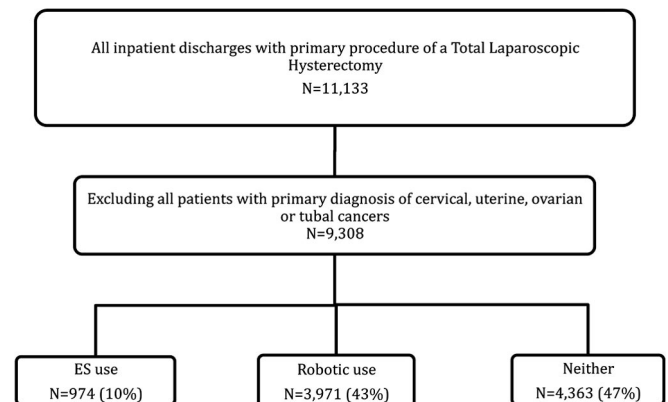 All inpatient discharges with primary procedure of a Total Laparoscopic
Hysterectomy
N=11,133
Excluding all patients with primary diagnosis of cervical, uterine, ovarian
or tubal cancers
N=9,308
ES use
N=974 (10%)
Robotic use
N=3,971 (43%)
Neither
N=4,363 (47%)